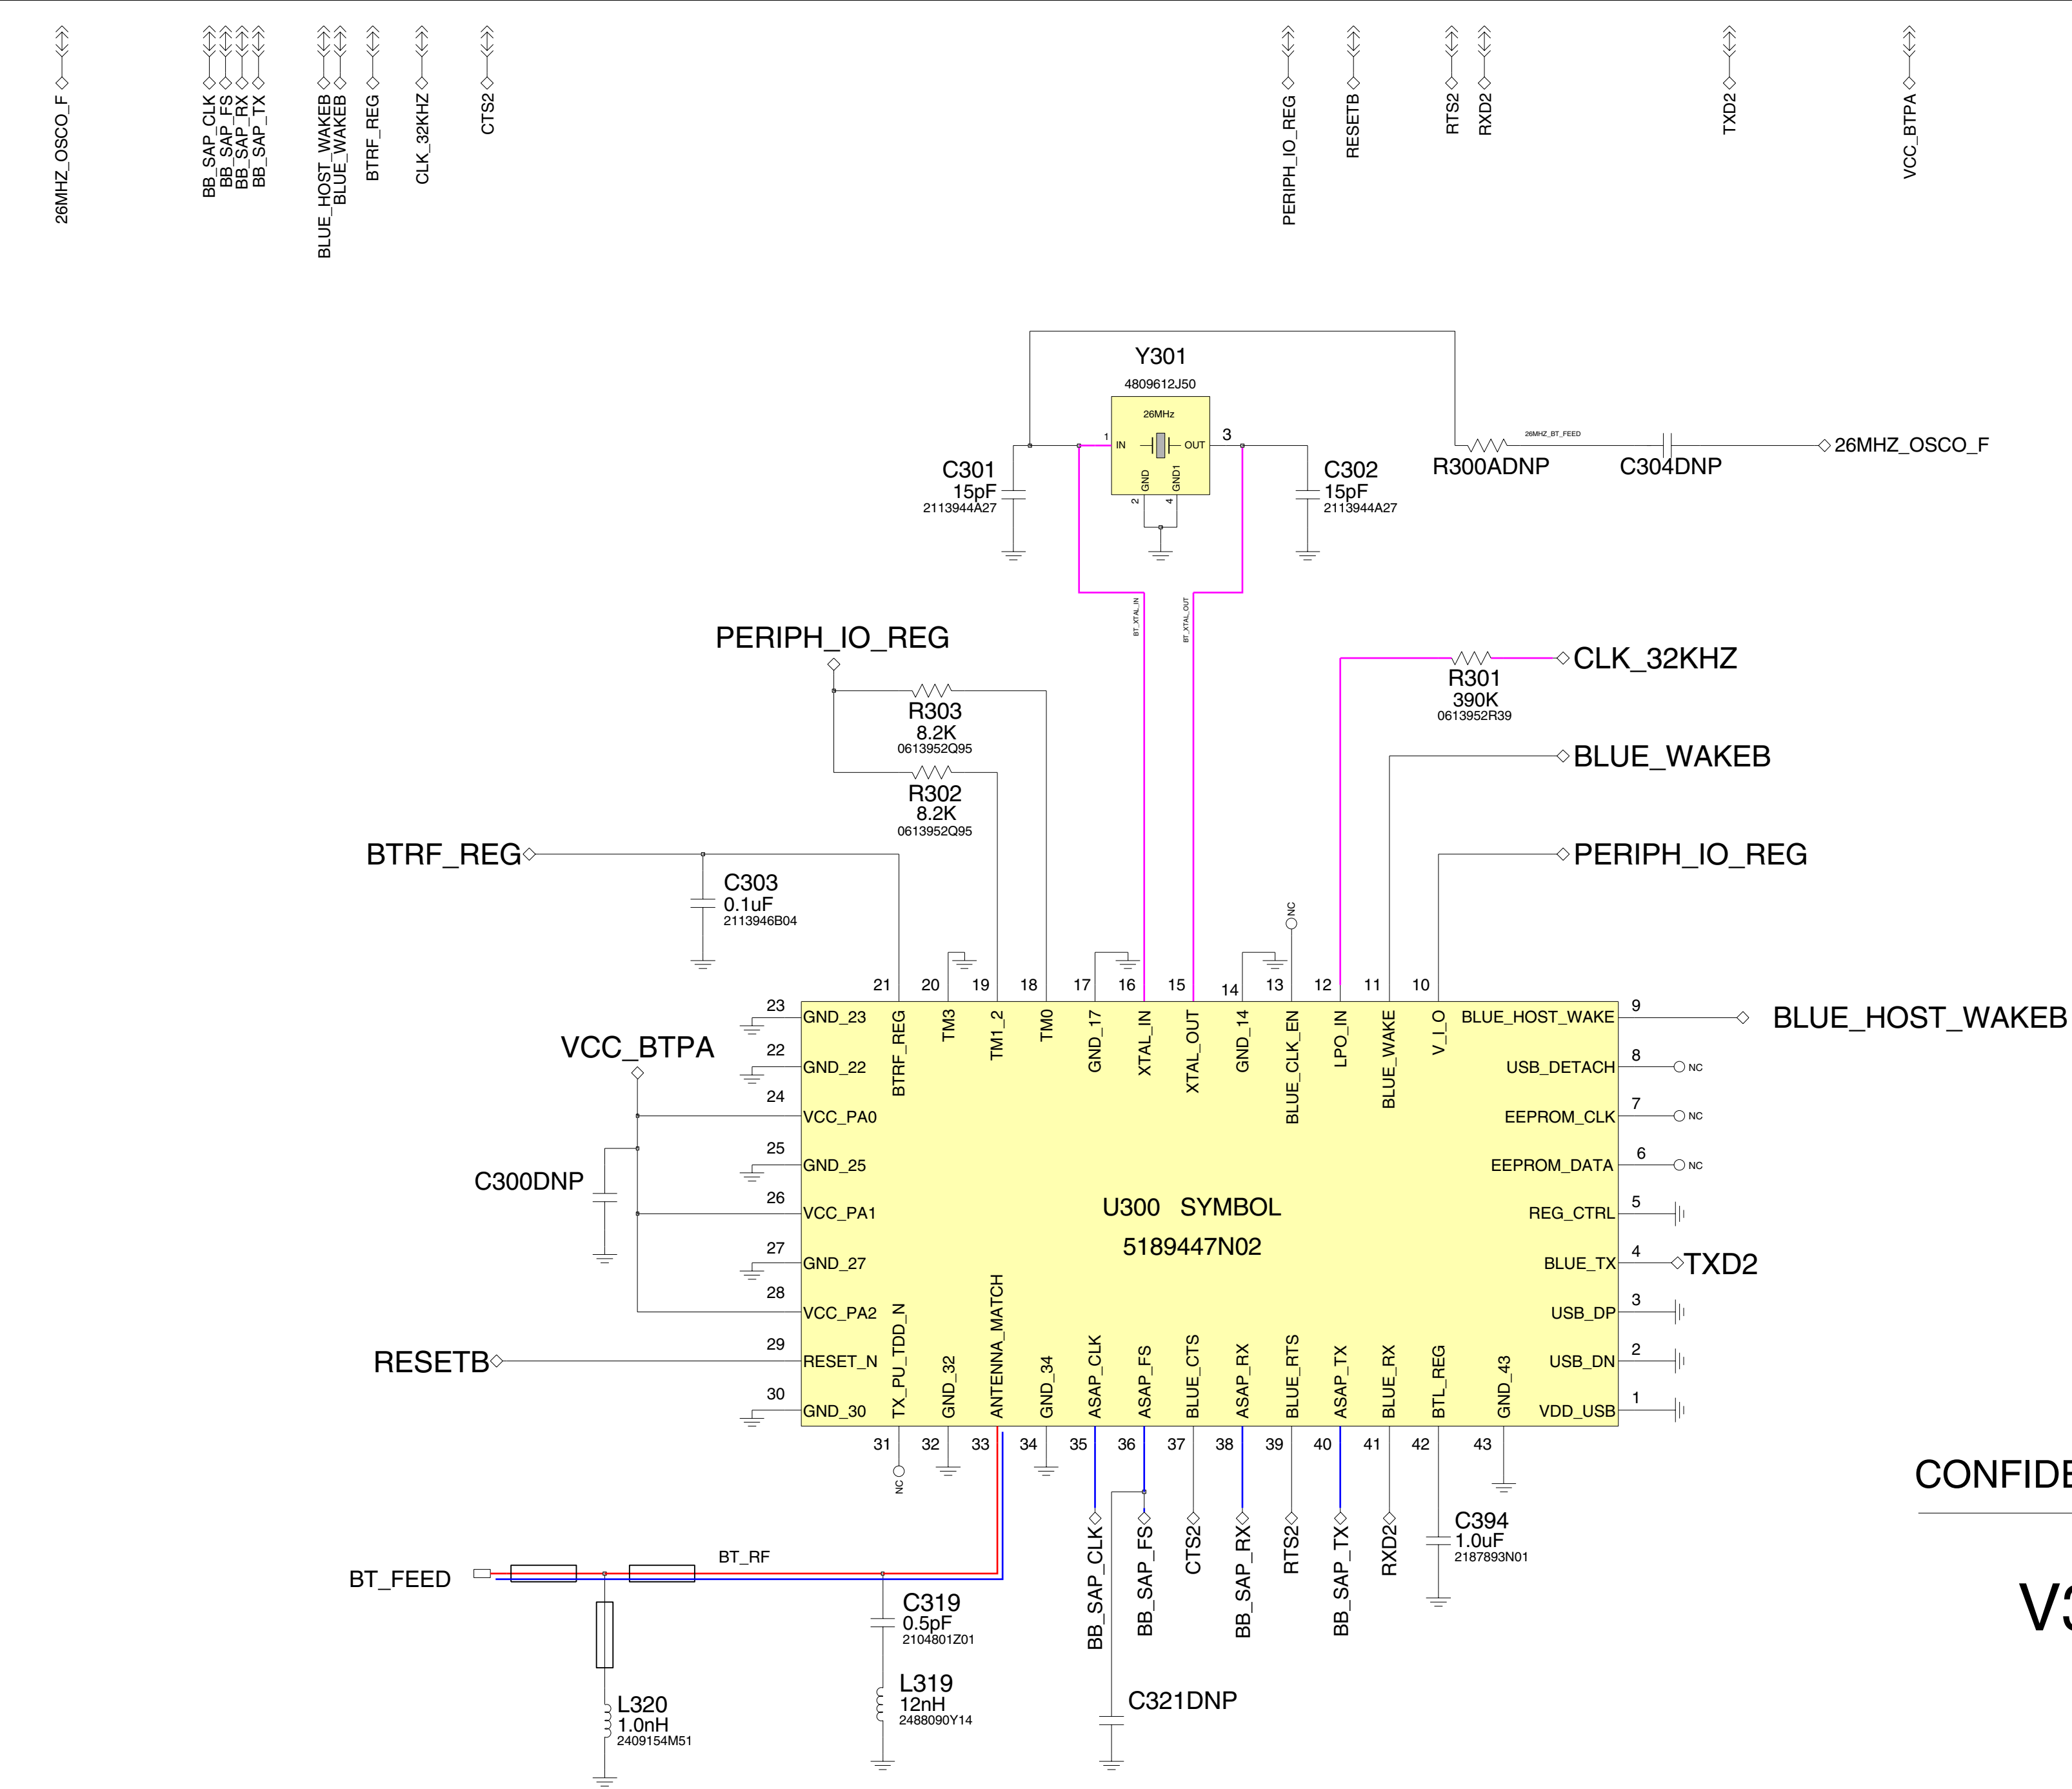 26MHZ_OSCO_F
BB_SAP_CLK
BB_SAP_FS
BB_SAP_RX
BB_SAP_TX
BLUE_HOST_WAKEB
BLUE_WAKEB
BTRF_REG
CLK_32KHZ
CTS2
PERIPH_IO_REG
RESETB
RTS2
RXD2
TXD2
VCC_BTPA
Y301
4809612J50
26MHz
1
IN
OUT
3
GND
GND1
2
4
C301
15pF
2113944A27
C302
15pF
2113944A27
26MHZ_BT_FEED
R300ADNP
C304DNP
26MHZ_OSCO_F
BT_XTAL_IN
BT_XTAL_OUT
PERIPH_IO_REG
R303
8.2K
0613952Q95
R302
8.2K
0613952Q95
CLK_32KHZ
R301
390K
0613952R39
BLUE_WAKEB
BTRF_REG
PERIPH_IO_REG
C303
0.1uF
2113946B04
NC
21
20
19
18
17
16
15
14
13
12
11
10
BTRF_REG
TM3
TM1_2
TM0
GND_17
XTAL_IN
XTAL_OUT
GND_14
BLUE_CLK_EN
LPO_IN
BLUE_WAKE
V_I_O
23
GND_23
22
GND_22
VCC_BTPA
24
VCC_PA0
25
GND_25
C300DNP
26
VCC_PA1
27
GND_27
28
VCC_PA2
RESETB
29
RESET_N
30
GND_30
U300 SYMBOL
5189447N02
BLUE_HOST_WAKE
9
BLUE_HOST_WAKEB
USB_DETACH
8
NC
EEPROM_CLK
7
NC
EEPROM_DATA
6
NC
REG_CTRL
5
BLUE_TX
4
TXD2
USB_DP
3
USB_DN
2
VDD_USB
1
TX_PU_TDD_N
GND_32
ANTENNA_MATCH
GND_34
ASAP_CLK
ASAP_FS
BLUE_CTS
ASAP_RX
BLUE_RTS
ASAP_TX
BLUE_RX
BTL_REG
GND_43
31
32
33
34
35
36
37
38
39
40
41
42
43
NC
BB_SAP_CLK
BB_SAP_FS
CTS2
BB_SAP_RX
RTS2
BB_SAP_TX
RXD2
C394
1.0uF
2187893N01
CONFIDE
V3
BT_FEED
BT_RF
C319
0.5pF
2104801Z01
L319
12nH
2488090Y14
L320
1.0nH
2409154M51
C321DNP